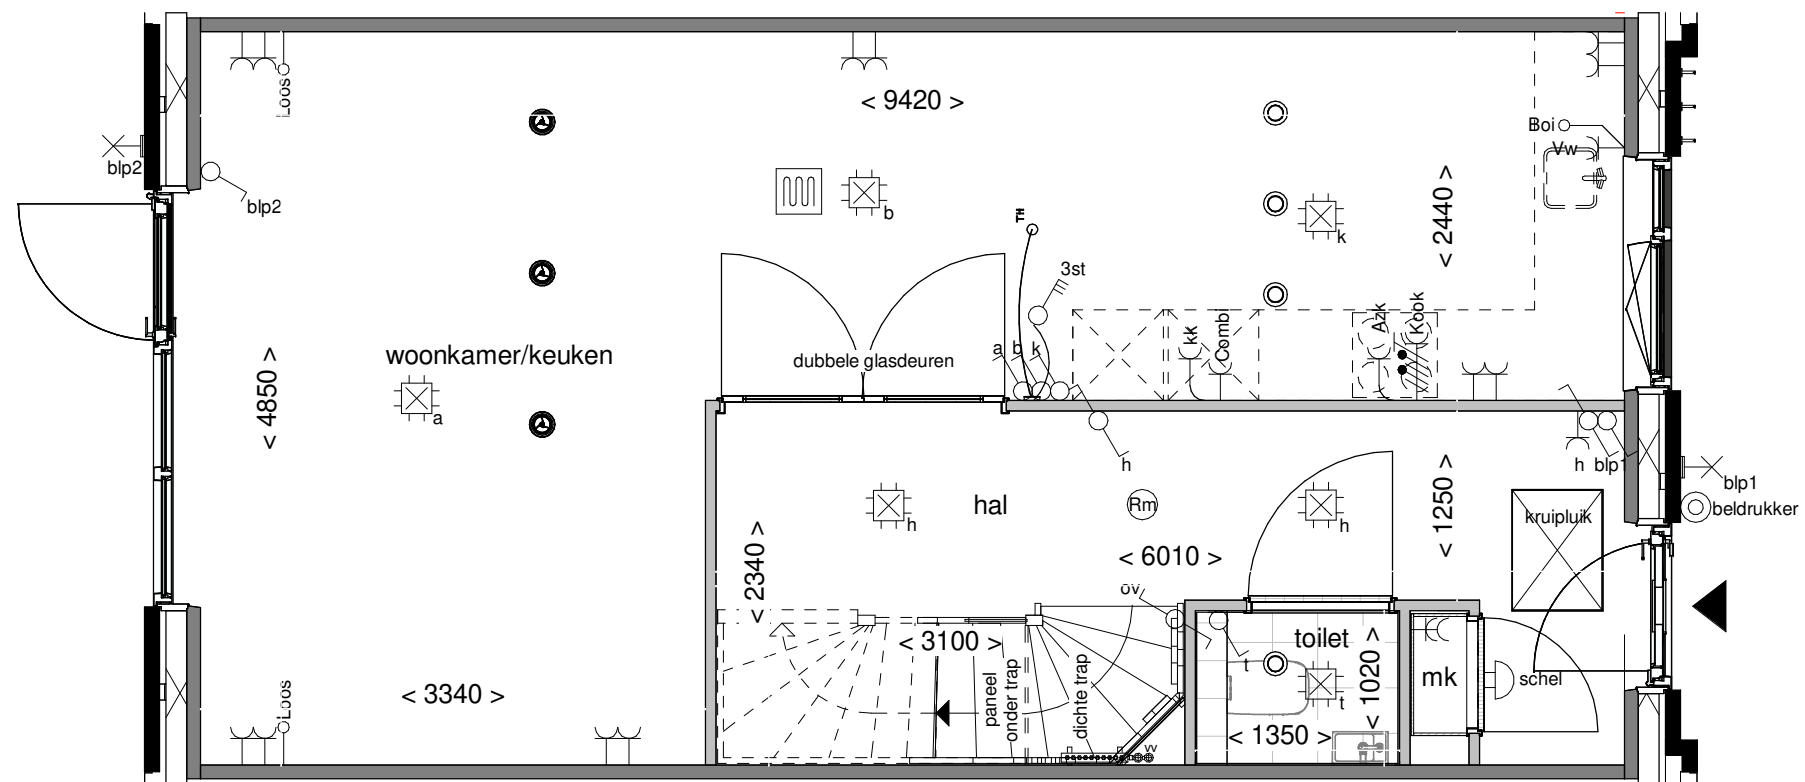 Loos
< 9420 >
Boi
Vw
blp2
blp2
b
k
< 2440 >
TH
3st
a b k
kk
Combi
Azk
Kook
woonkamer/keuken
a
< 4850 >
dubbele glasdeuren
h
h blp1
blp1
beldrukker
h
hal
Rm
h
< 1250 >
kruipluik
< 2340 >
< 6010 >
ov
< 3100 >
toilet
t
t
< 1020 >
mk
schel
paneel
onder trap
dichte trap
< 3340 >
Loos
< 1350 >
vv